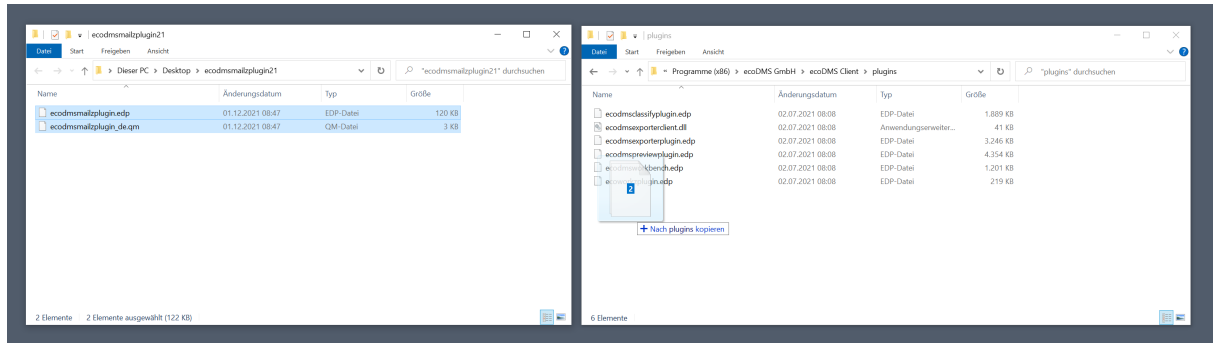 ecodmsmailzplugin21
Datei Start Freigeben Ansicht
Dieser PC > Desktop > ecodmsmailzplugin21
"ecodmsmailzplugin21" durchsuchen
Name Änderungsdatum Typ Größe
ecodmsmailzplugin.edp 01.12.2021 08:47 EDP-Datei 120 KB
ecodmsmailzplugin_de.qm 01.12.2021 08:47 QM-Datei 3 KB
2 Elemente 2 Elemente ausgewählt (122 KB)
plugins
Datei Start Freigeben Ansicht
« Programme (x86) > ecoDMS GmbH > ecoDMS Client > plugins
"plugins" durchsuchen
Name Änderungsdatum Typ Größe
ecodmsclassifyplugin.edp 02.07.2021 08:08 EDP-Datei 1.889 KB
ecodmsexporterclient.dll 02.07.2021 08:08 Anwendungserweiter... 41 KB
ecodmsexporterplugin.edp 02.07.2021 08:08 EDP-Datei 3.246 KB
ecodmspreviewplugin.edp 02.07.2021 08:08 EDP-Datei 4.354 KB
02.07.2021 08:08 EDP-Datei 1.201 KB
02.07.2021 08:08 EDP-Datei 219 KB
2
+ Nach plugins kopieren
6 Elemente